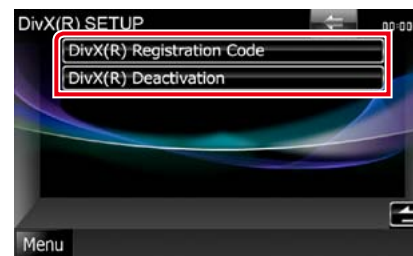 DivX(R) SETUP
00:00
DivX(R) Registration Code
DivX(R) Deactivation
Menu